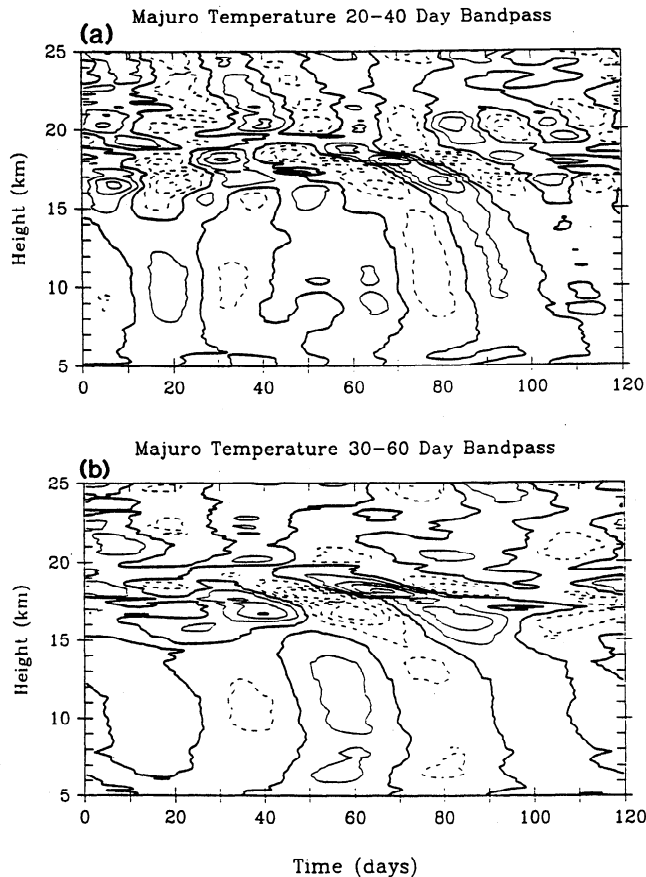 Majuro Temperature 20-40 Day Bandpass
(a)
25
20
15
10
5
Height (km)
0 20 40 60 80 100 120
Majuro Temperature 30-60 Day Bandpass
(b)
25
20
15
10
5
Height (km)
0 20 40 60 80 100 120
Time (days)